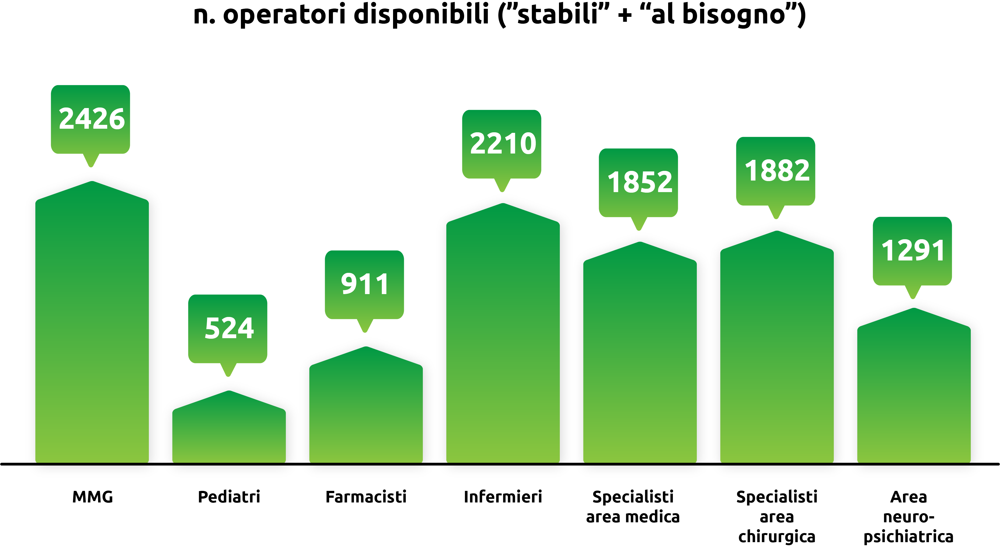 n. operatori disponibili (”stabili” + “al bisogno”)
2426
524
911
2210
1852
1882
1291
MMG
Pediatri
Farmacisti
Infermieri
Specialisti
area medica
Specialisti
area
chirurgica
Area
neuro-
psichiatrica